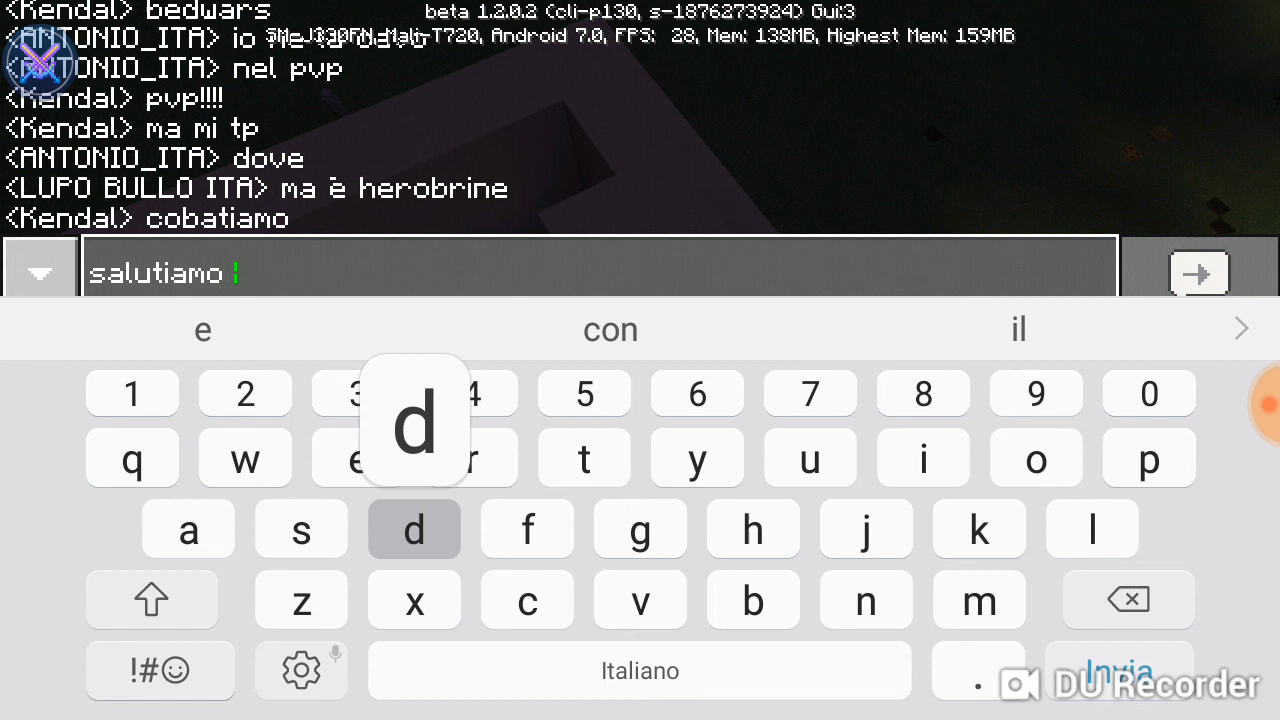 <Kendal> bedwars
beta 1.2.0.2 (cli-p130, s-1876273924) Gui:3
<ANTONIO_ITA> io
SM-J330FN, Mali-T720, Android 7.0, FPS: 28, Mem: 138MB, Highest Mem: 159MB
<ANTONIO_ITA> nel pvp
<Kendal> pvp!!!!
<Kendal> ma mi tp
<ANTONIO_ITA> dove
<LUPO BULLO ITA> ma è herobrine
<Kendal> cobatiamo
salutiamo
e con il
1 2 3 4 5 6 7 8 9 0
d
q w e r t y u i o p
a s d f g h j k l
z x c v b n m
!#☺ Italiano . Invia
DU Recorder